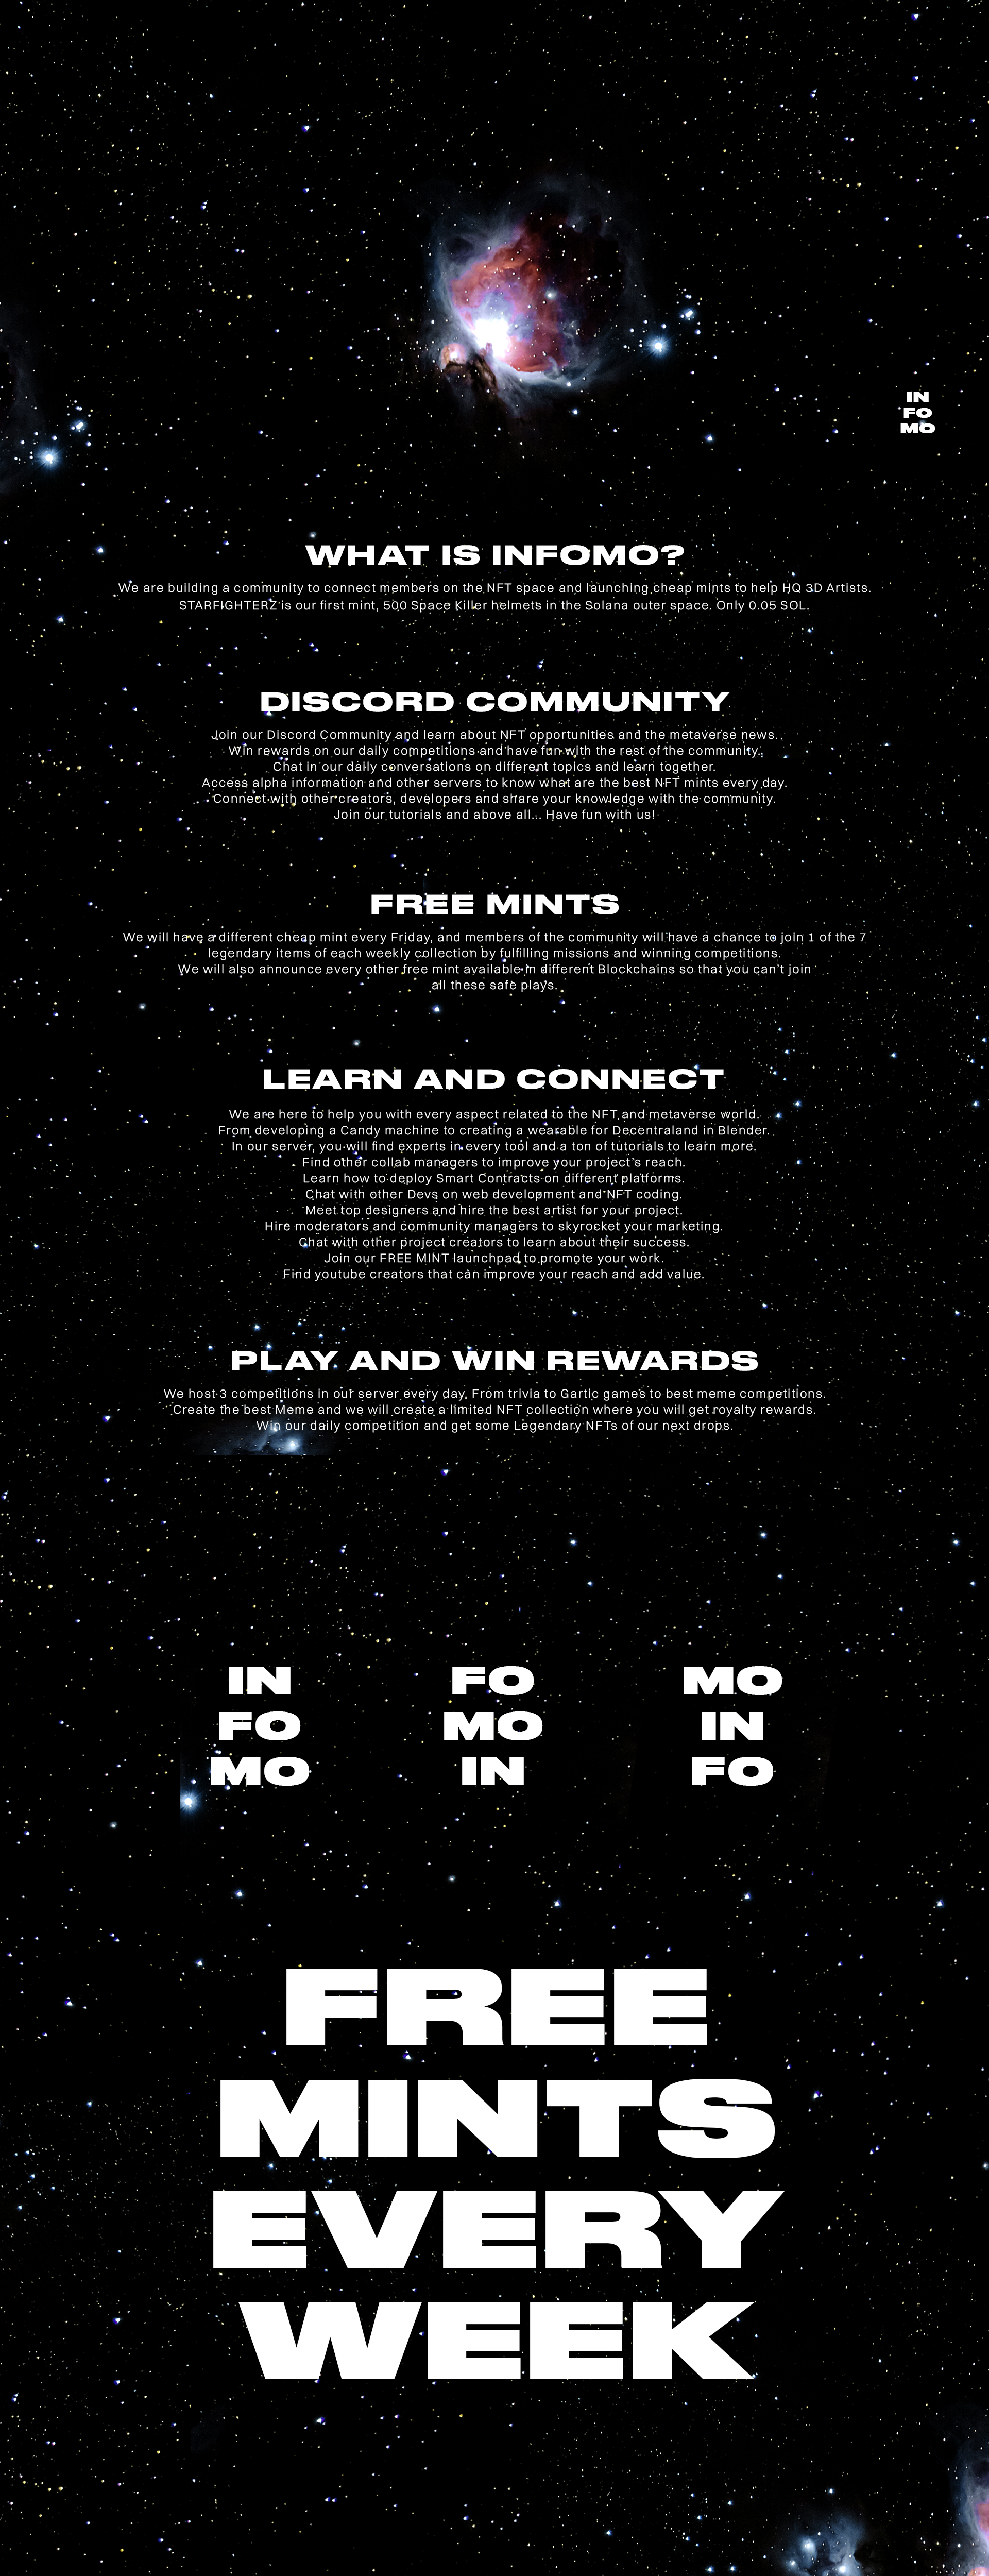 IN
FO
MO
WHAT IS INFOMO?
We are building a community to connect members on the NFT space and launching cheap mints to help HQ 3D Artists.
STARFIGHTERZ is our first mint, 500 Space Killer helmets in the Solana outer space. Only 0.05 SOL.
DISCORD COMMUNITY
Join our Discord Community and learn about NFT opportunities and the metaverse news.
Win rewards on our daily competitions and have fun with the rest of the community.
Chat in our daily conversations on different topics and learn together.
Access alpha information and other servers to know what are the best NFT mints every day.
Connect with other creators, developers and share your knowledge with the community.
Join our tutorials and above all... Have fun with us!
FREE MINTS
We will have a different cheap mint every Friday, and members of the community will have a chance to join 1 of the 7
legendary items of each weekly collection by fulfilling missions and winning competitions.
We will also announce every other free mint available in different Blockchains so that you can't join
all these safe plays.
LEARN AND CONNECT
We are here to help you with every aspect related to the NFT and metaverse world.
From developing a Candy machine to creating a wearable for Decentraland in Blender.
In our server, you will find experts in every tool and a ton of tutorials to learn more.
Find other collab managers to improve your project's reach.
Learn how to deploy Smart Contracts on different platforms.
Chat with other Devs on web development and NFT coding.
Meet top designers and hire the best artist for your project.
Hire moderators and community managers to skyrocket your marketing.
Chat with other project creators to learn about their success.
Join our FREE MINT launchpad to promote your work.
Find youtube creators that can improve your reach and add value.
PLAY AND WIN REWARDS
We host 3 competitions in our server every day, From trivia to Gartic games to best meme competitions.
Create the best Meme and we will create a limited NFT collection where you will get royalty rewards.
Win our daily competition and get some Legendary NFTs of our next drops.
IN
FO
MO
FO
MO
IN
MO
IN
FO
FREE
MINTS
EVERY
WEEK